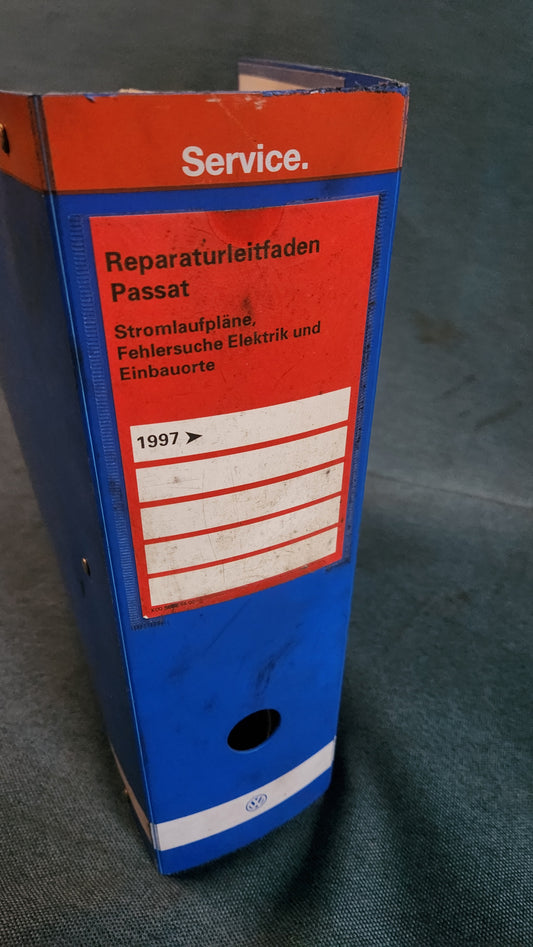 Service.
Reparaturleitfaden
Passat
Stromlaufpläne,
Fehlersuche Elektrik und
Einbauorte
1997 ➤